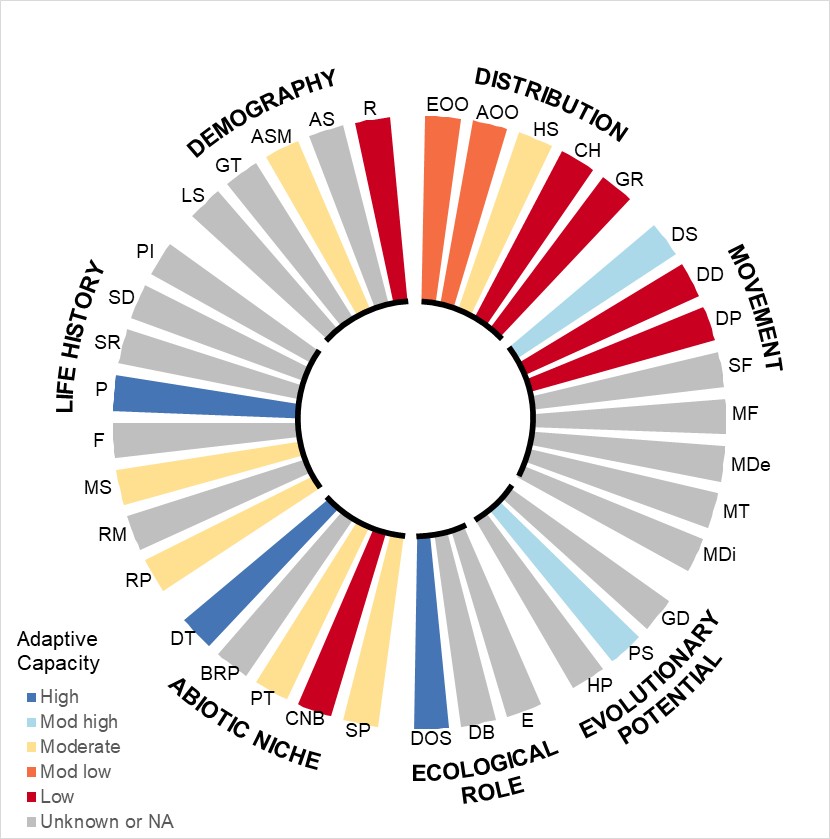 DISTRIBUTION
EOO
AOO
HS
CH
GR
MOVEMENT
DS
DD
DP
SF
MF
MDe
MT
MDi
EVOLUTIONARY
POTENTIAL
GD
PS
HP
ECOLOGICAL
ROLE
E
DB
DOS
ABIOTIC NICHE
SP
CNB
PT
BRP
DT
LIFE HISTORY
RP
RM
MS
F
P
SR
SD
PI
DEMOGRAPHY
LS
GT
ASM
AS
R
Adaptive
Capacity
High
Mod high
Moderate
Mod low
Low
Unknown or NA